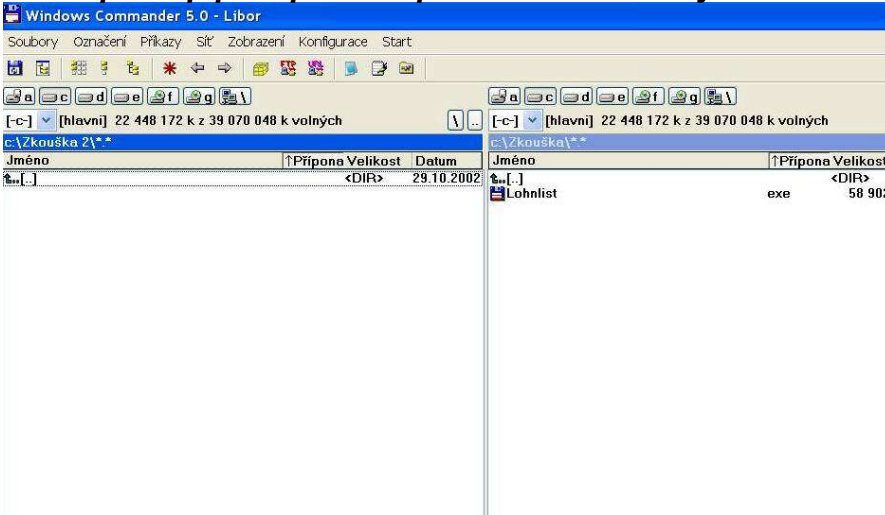 Windows Commander 5.0 - Libor
Soubory Označení Příkazy Síť Zobrazení Konfigurace Start
a c d e f g \ a c d e f g \
[-c-] [hlavni] 22 448 172 k z 39 070 048 k volných \ .. [-c-] [hlavni] 22 448 172 k z 39 070 048 k volných
c:\Zkouška 2\*.* c:\Zkouška\*.*
Jméno ↑Přípona Velikost Datum Jméno ↑Přípona Velikost
[..] <DIR> 29.10.2002 [..] <DIR>
Lohnlist exe 58 902